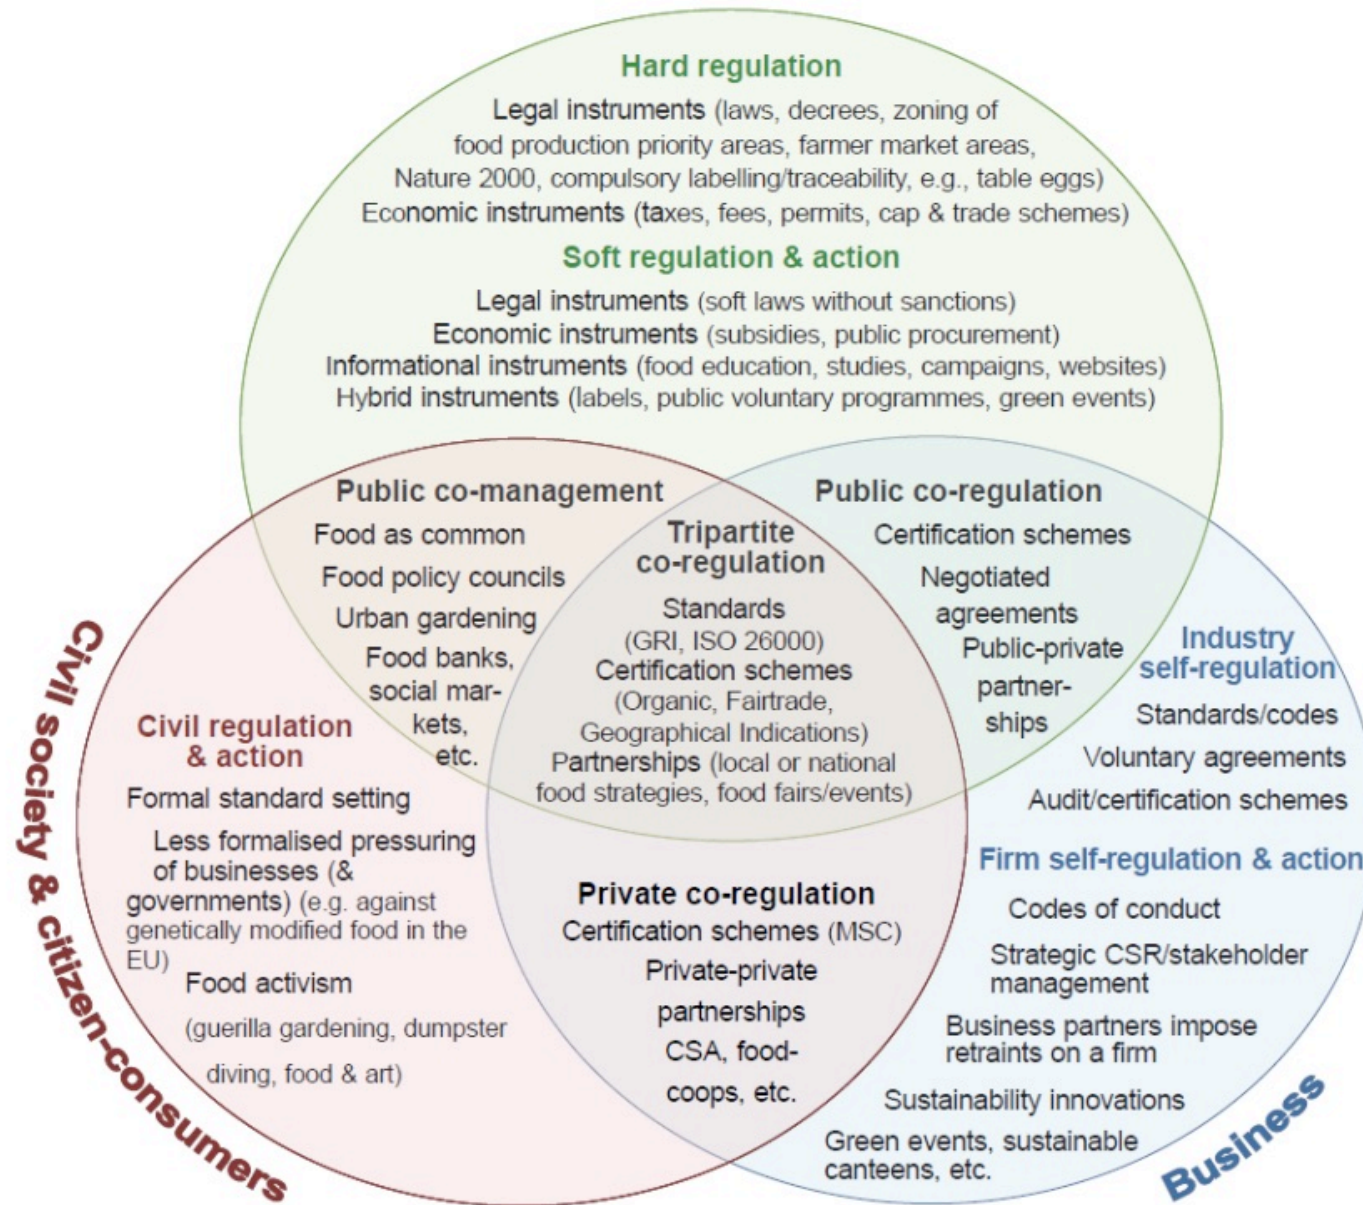 Hard regulation
Legal instruments (laws, decrees, zoning of
food production priority areas, farmer market areas,
Nature 2000, compulsory labelling/traceability, e.g., table eggs)
Economic instruments (taxes, fees, permits, cap & trade schemes)
Soft regulation & action
Legal instruments (soft laws without sanctions)
Economic instruments (subsidies, public procurement)
Informational instruments (food education, studies, campaigns, websites)
Hybrid instruments (labels, public voluntary programmes, green events)
Public co-management
Food as common
Food policy councils
Urban gardening
Food banks,
social mar-
kets,
etc.
Tripartite
co-regulation
Standards
(GRI, ISO 26000)
Certification schemes
(Organic, Fairtrade,
Geographical Indications)
Partnerships (local or national
food strategies, food fairs/events)
Public co-regulation
Certification schemes
Negotiated
agreements
Public-private
partner-
ships
Civil society & citizen-consumers
Civil regulation
& action
Formal standard setting
Less formalised pressuring
of businesses (&
governments) (e.g. against
genetically modified food in the
EU)
Food activism
(guerilla gardening, dumpster
diving, food & art)
Private co-regulation
Certification schemes (MSC)
Private-private
partnerships
CSA, food-
coops, etc.
Industry
self-regulation
Standards/codes
Voluntary agreements
Audit/certification schemes
Firm self-regulation & action
Codes of conduct
Strategic CSR/stakeholder
management
Business partners impose
retraints on a firm
Sustainability innovations
Green events, sustainable
canteens, etc.
Business